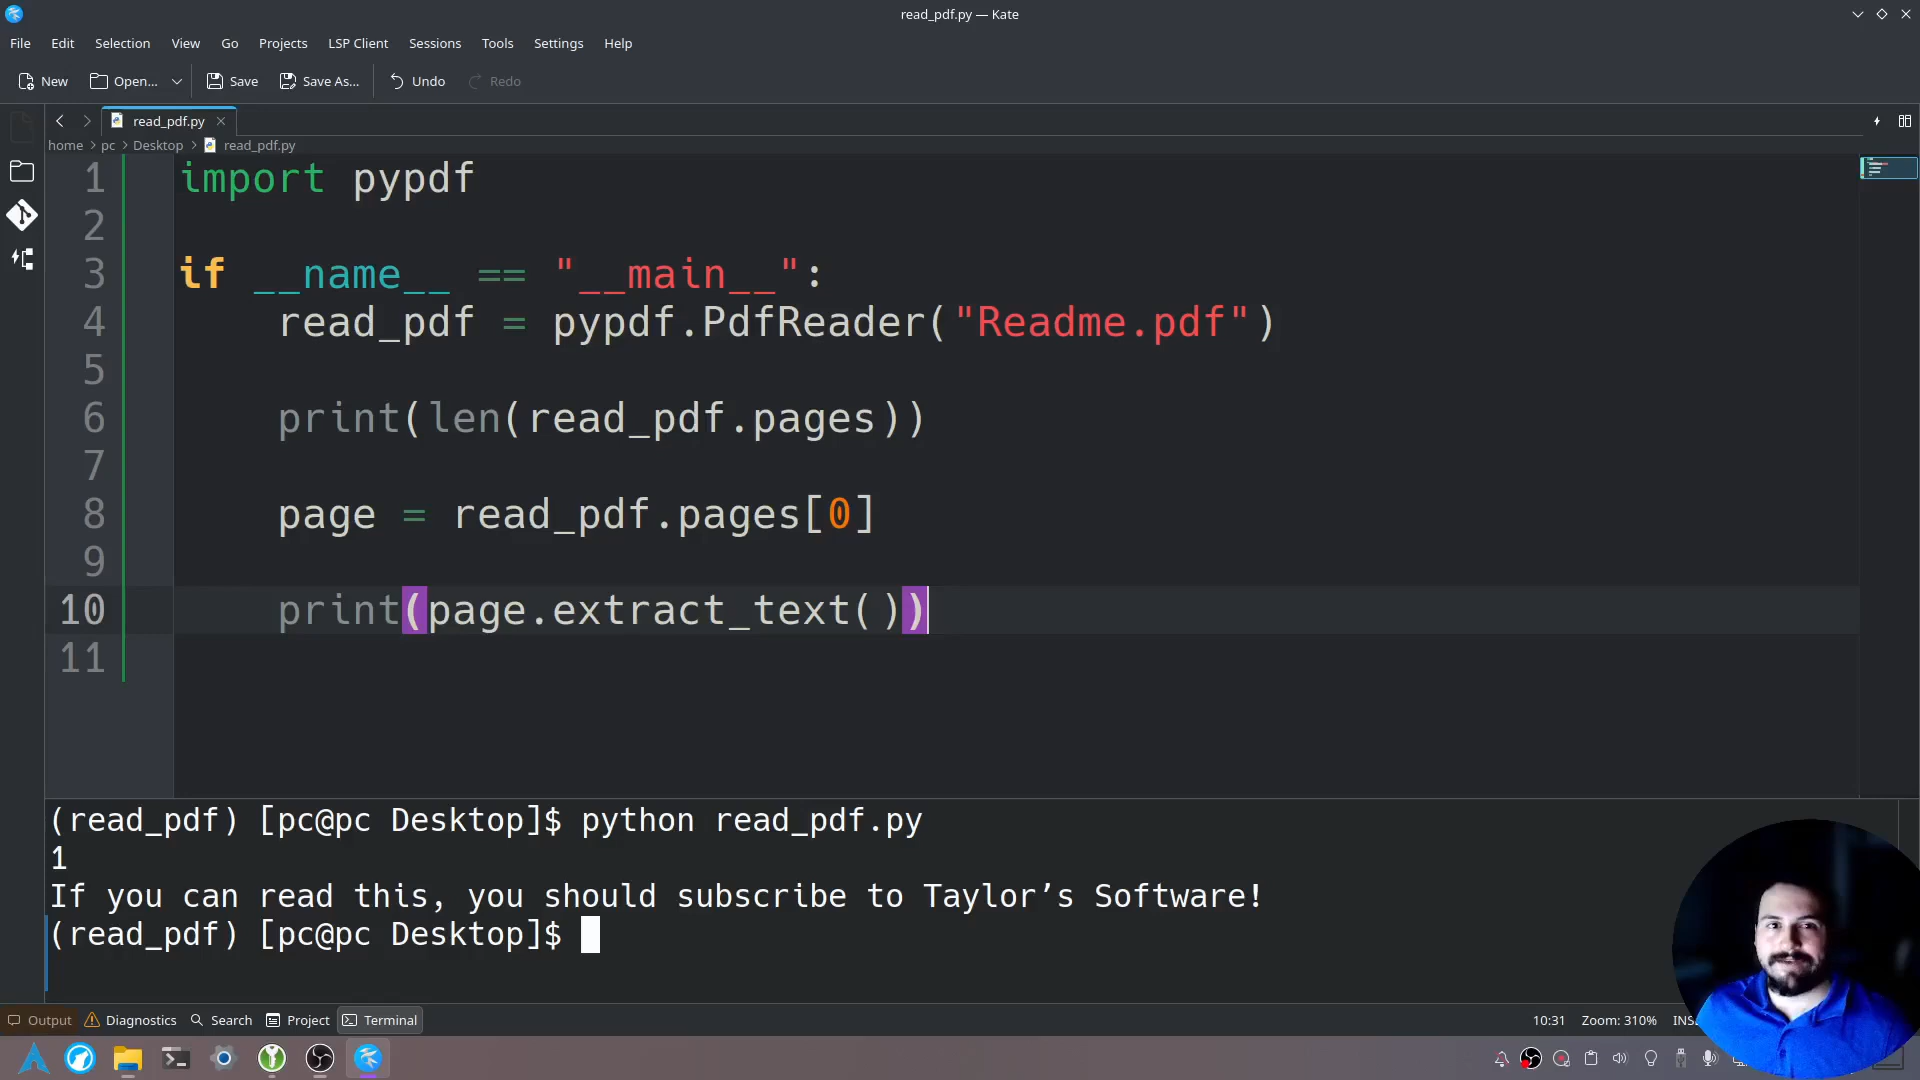 read_pdf.py — Kate
File Edit Selection View Go Projects LSP Client Sessions Tools Settings Help
New Open... Save Save As... Undo Redo
read_pdf.py
home > pc > Desktop > read_pdf.py
1 import pypdf
2
3 if __name__ == "__main__":
4 read_pdf = pypdf.PdfReader("Readme.pdf")
5
6 print(len(read_pdf.pages))
7
8 page = read_pdf.pages[0]
9
10 print(page.extract_text())
11
(read_pdf) [pc@pc Desktop]$ python read_pdf.py
1
If you can read this, you should subscribe to Taylor’s Software!
(read_pdf) [pc@pc Desktop]$
Output Diagnostics Search Project Terminal 10:31 Zoom: 310%